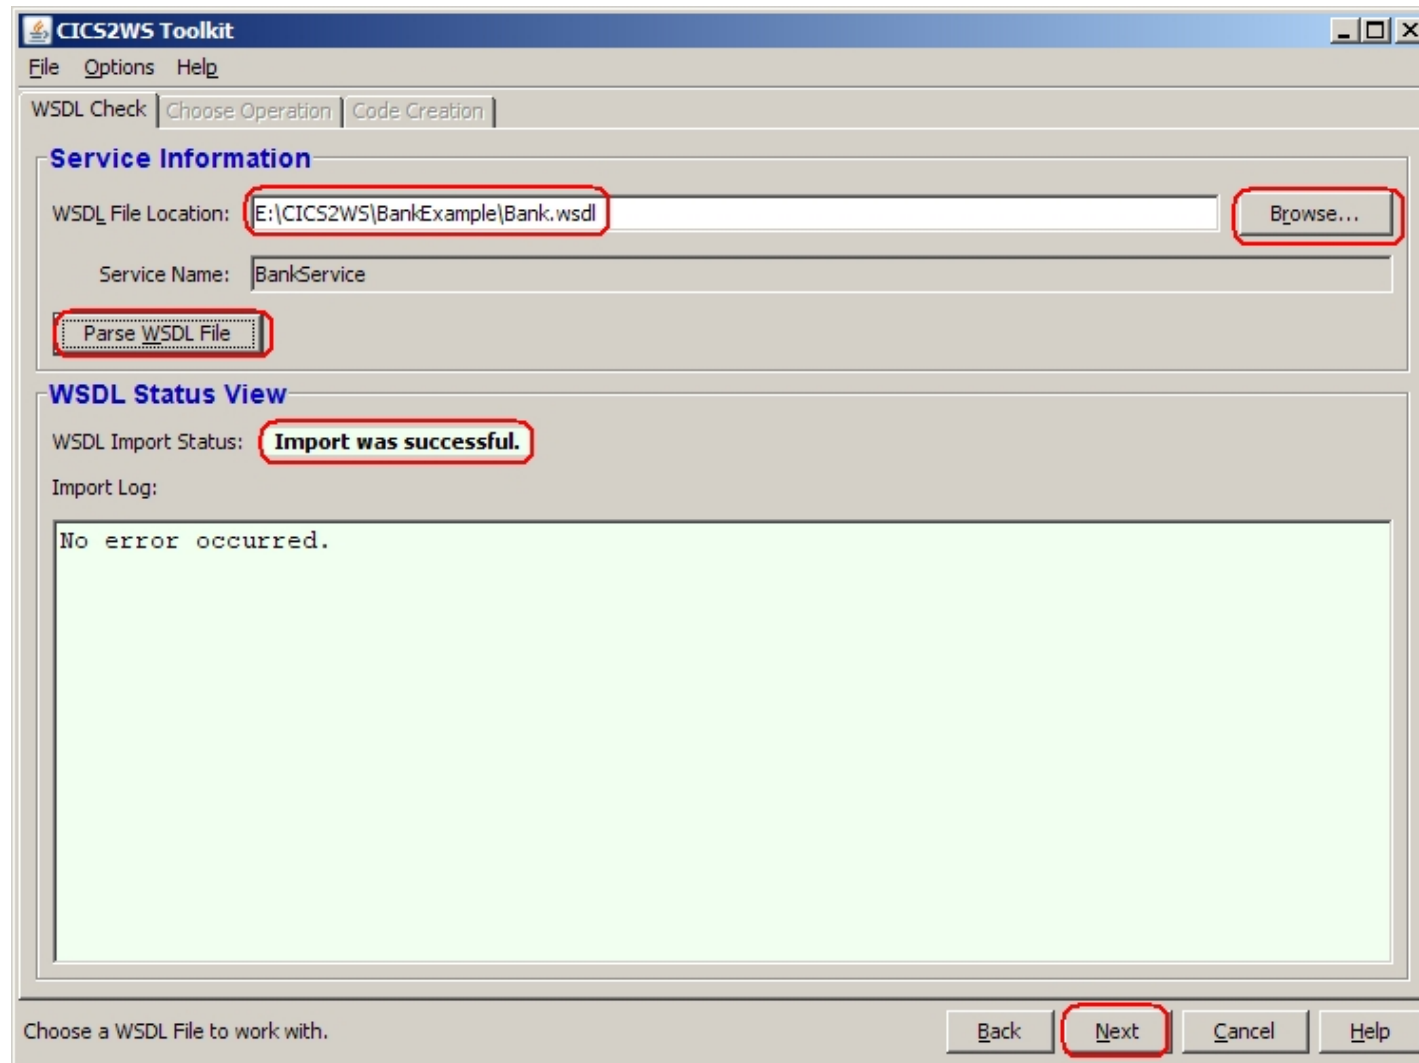 CICS2WS Toolkit
File Options Help
WSDL Check Choose Operation Code Creation
Service Information
WSDL File Location: E:\CICS2WS\BankExample\Bank.wsdl Browse...
Service Name: BankService
Parse WSDL File
WSDL Status View
WSDL Import Status: Import was successful.
Import Log:
No error occurred.
Choose a WSDL File to work with. Back Next Cancel Help